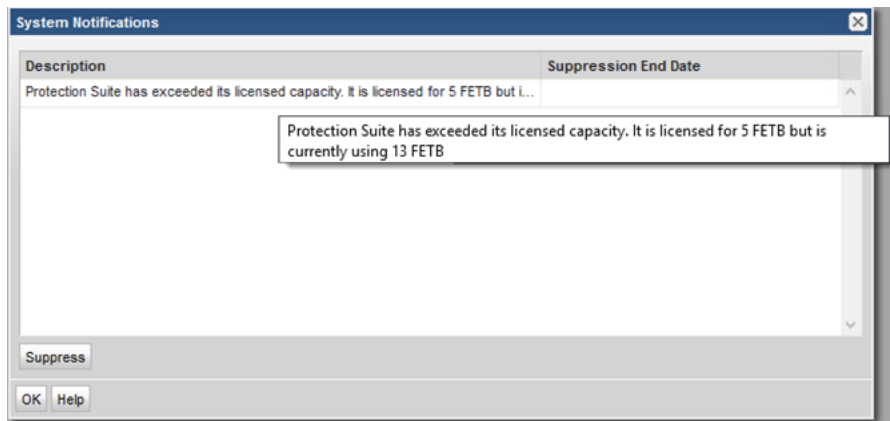 System Notifications
Description Suppression End Date
Protection Suite has exceeded its licensed capacity. It is licensed for 5 FETB but i...
Protection Suite has exceeded its licensed capacity. It is licensed for 5 FETB but is
currently using 13 FETB
Suppress
OK Help